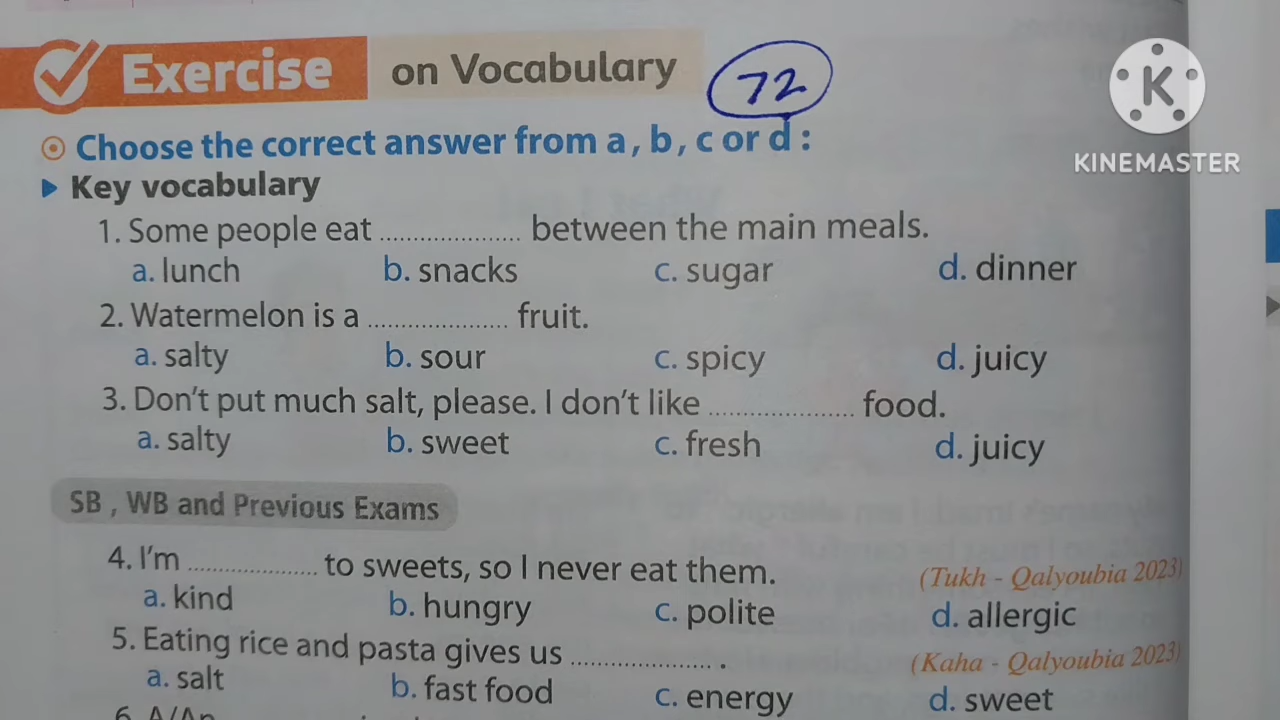 Exercise on Vocabulary 72
K
KINEMASTER
Choose the correct answer from a, b, c or d :
Key vocabulary
1. Some people eat .................... between the main meals.
a. lunch b. snacks c. sugar d. dinner
2. Watermelon is a .................... fruit.
a. salty b. sour c. spicy d. juicy
3. Don't put much salt, please. I don't like .................... food.
a. salty b. sweet c. fresh d. juicy
SB , WB and Previous Exams
4. I'm .................... to sweets, so I never eat them. (Tukh - Qalyoubia 2023)
a. kind b. hungry c. polite d. allergic
5. Eating rice and pasta gives us .................... . (Kaha - Qalyoubia 2023)
a. salt b. fast food c. energy d. sweet
6. A/An